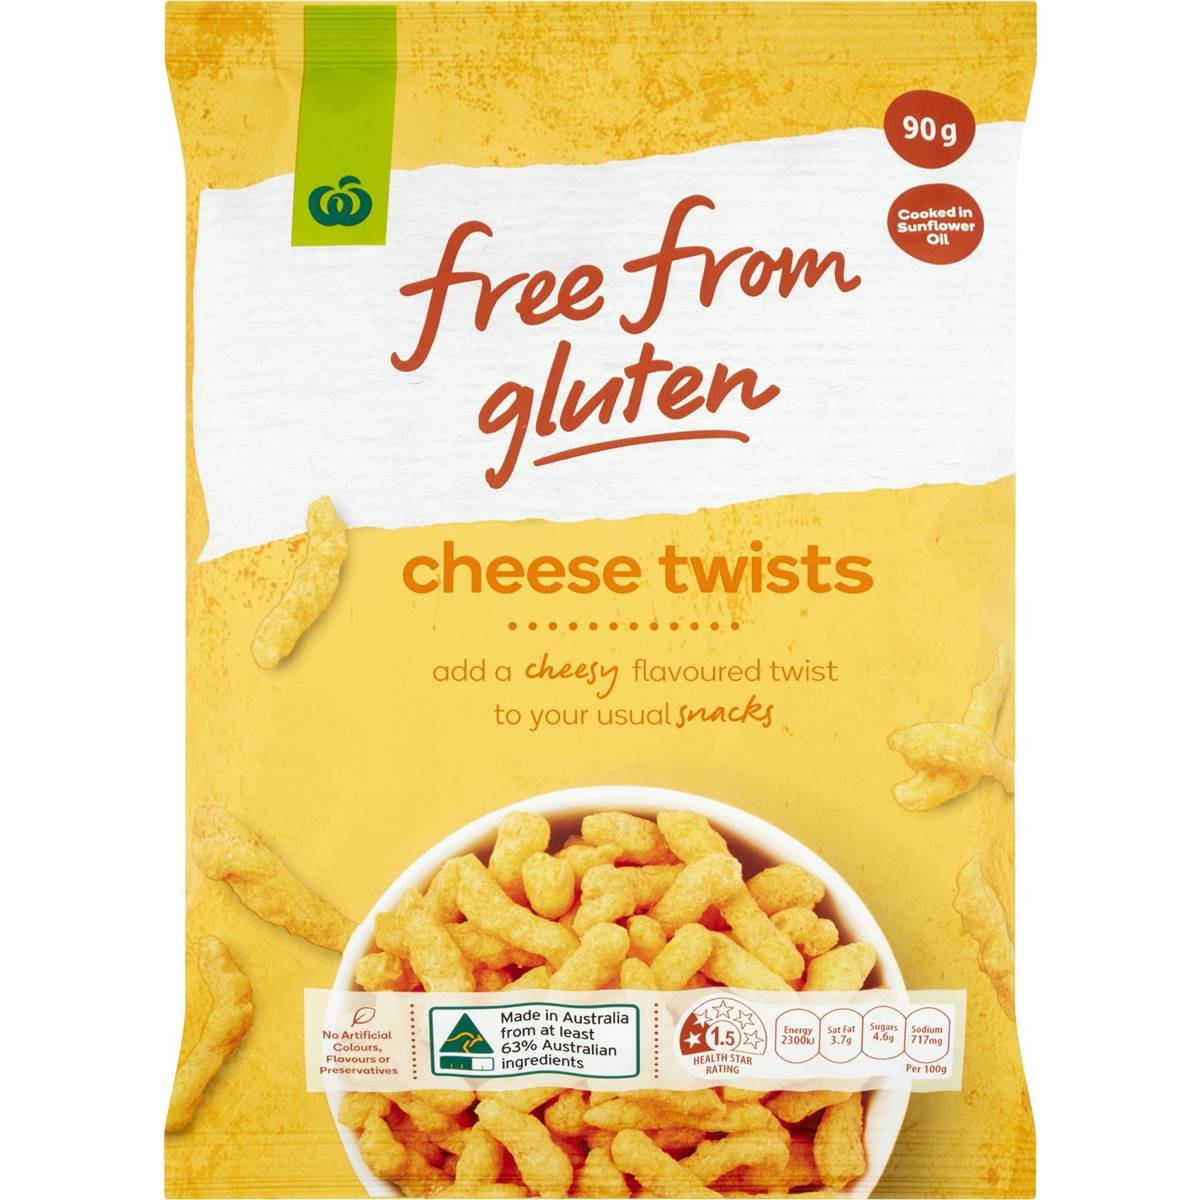 90g
Cooked in
Sunflower
Oil
free from
gluten
cheese twists
add a cheesy flavoured twist
to your usual snacks
No Artificial
Colours,
Flavours or
Preservatives
Made in Australia
from at least
63% Australian
ingredients
1.5
HEALTH STAR
RATING
Energy
2300kJ
Sat Fat
3.7g
Sugars
4.6g
Sodium
717mg
Per 100g